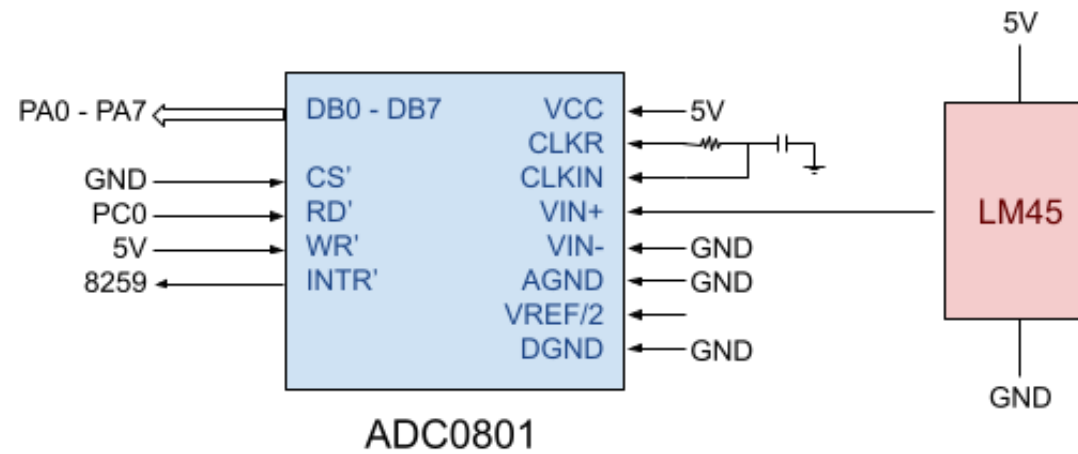 5V
PA0 - PA7
DB0 - DB7
VCC
5V
CLKR
GND
CS'
CLKIN
PC0
RD'
VIN+
LM45
5V
WR'
VIN-
GND
8259
INTR'
AGND
GND
VREF/2
DGND
GND
GND
ADC0801